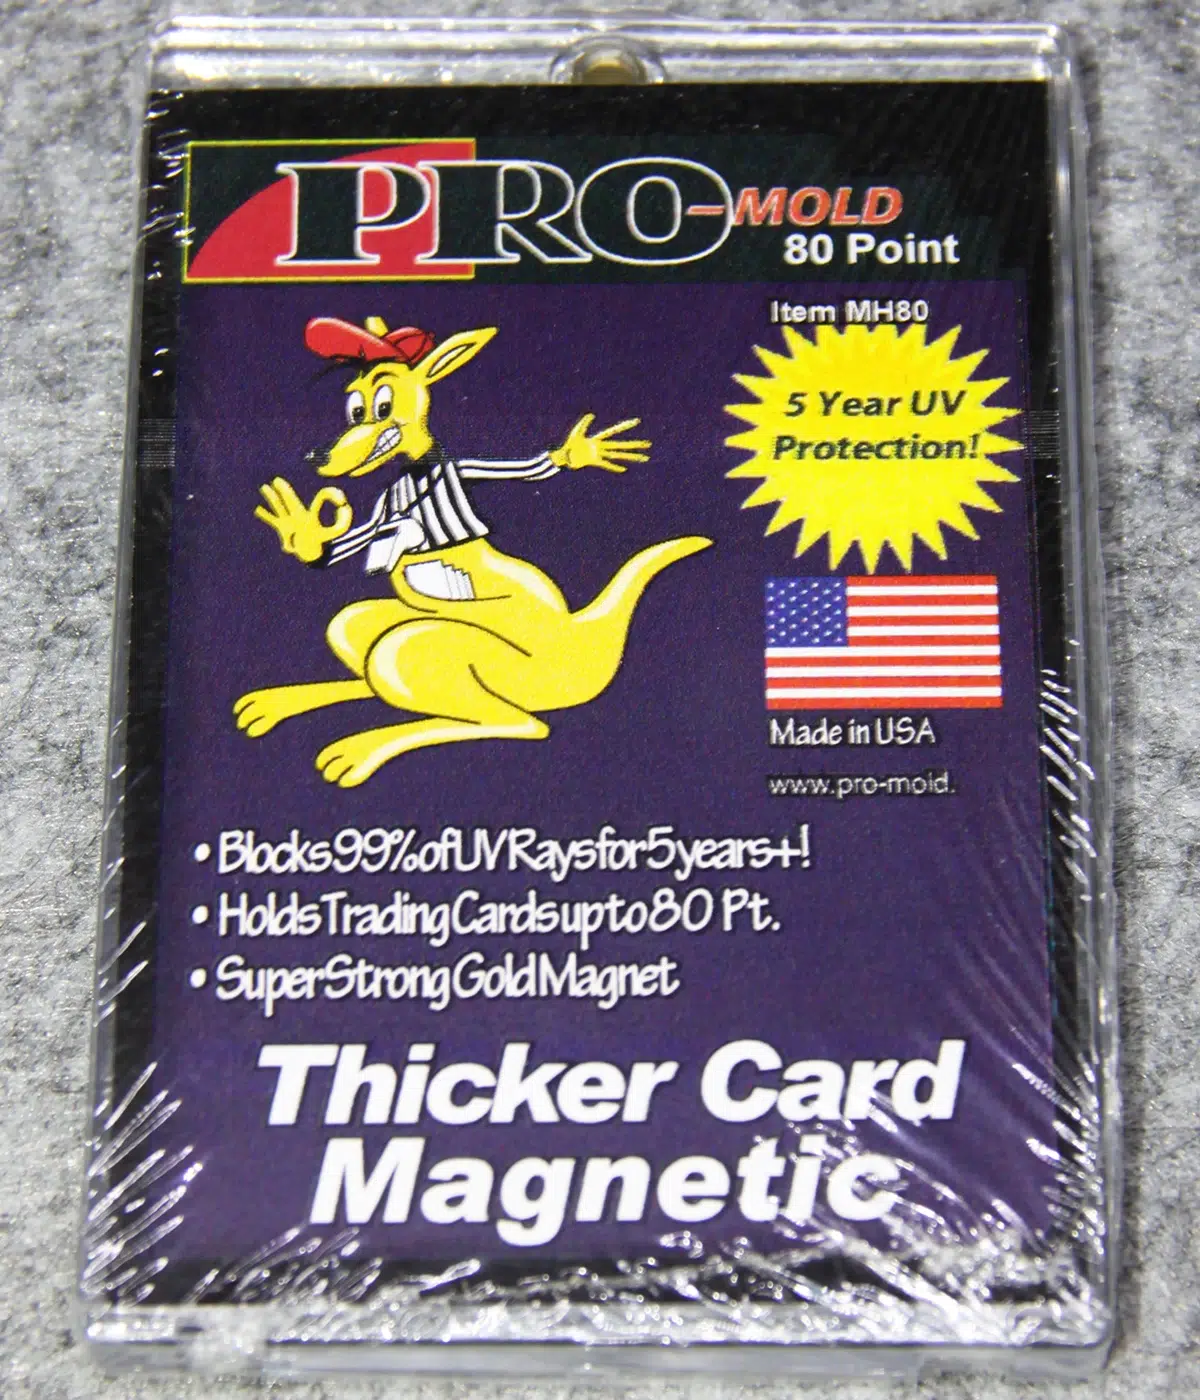 PRO-MOLD
80 Point
Item MH80
5 Year UV
Protection!
Made in USA
www.pro-mold.
• Blocks 99% of UV Rays for 5 years+!
• Holds Trading Cards up to 80 Pt.
• Super Strong Gold Magnet
Thicker Card
Magnetic